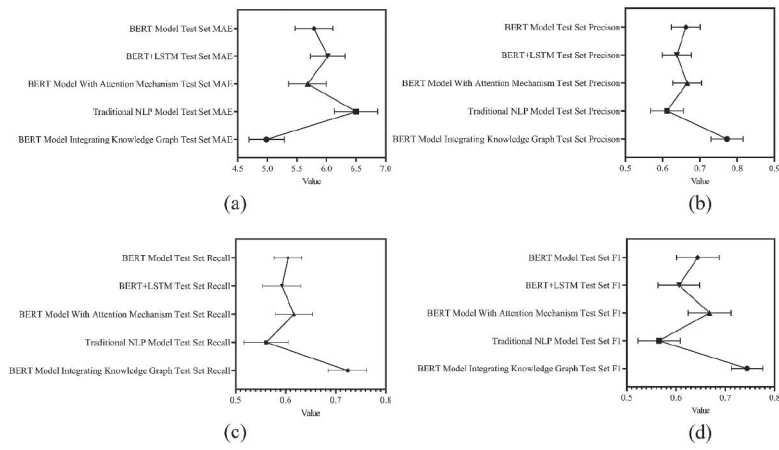 BERT Model Test Set MAE
BERT+LSTM Test Set MAE
BERT Model With Attention Mechanism Test Set MAE
Traditional NLP Model Test Set MAE
BERT Model Integrating Knowledge Graph Test Set MAE
4.5 5.0 5.5 6.0 6.5 7.0
Value
(a)
BERT Model Test Set Precison
BERT+LSTM Test Set Precison
BERT Model With Attention Mechanism Test Set Precison
Traditional NLP Model Test Set Precison
BERT Model Integrating Knowledge Graph Test Set Precison
0.5 0.6 0.7 0.8 0.9
Value
(b)
BERT Model Test Set Recall
BERT+LSTM Test Set Recall
BERT Model With Attention Mechanism Test Set Recall
Traditional NLP Model Test Set Recall
BERT Model Integrating Knowledge Graph Test Set Recall
0.5 0.6 0.7 0.8
Value
(c)
BERT Model Test Set F1
BERT+LSTM Test Set F1
BERT Model With Attention Mechanism Test Set F1
Traditional NLP Model Test Set F1
BERT Model Integrating Knowledge Graph Test Set F1
0.5 0.6 0.7 0.8
Value
(d)